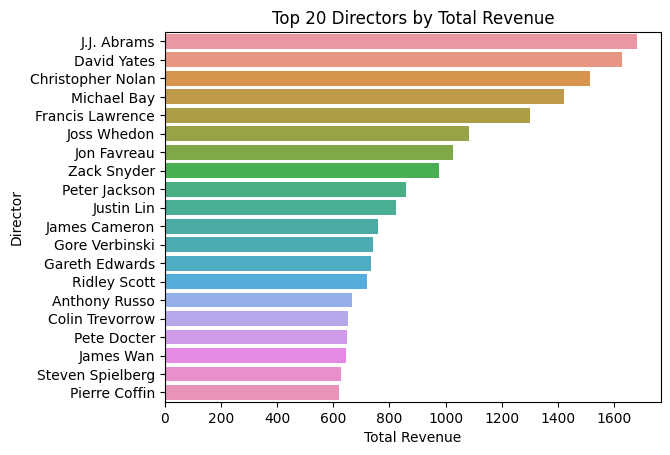 Top 20 Directors by Total Revenue
J.J. Abrams
David Yates
Christopher Nolan
Michael Bay
Francis Lawrence
Joss Whedon
Jon Favreau
Zack Snyder
Peter Jackson
Justin Lin
James Cameron
Gore Verbinski
Gareth Edwards
Ridley Scott
Anthony Russo
Colin Trevorrow
Pete Docter
James Wan
Steven Spielberg
Pierre Coffin
Director
0 200 400 600 800 1000 1200 1400 1600
Total Revenue